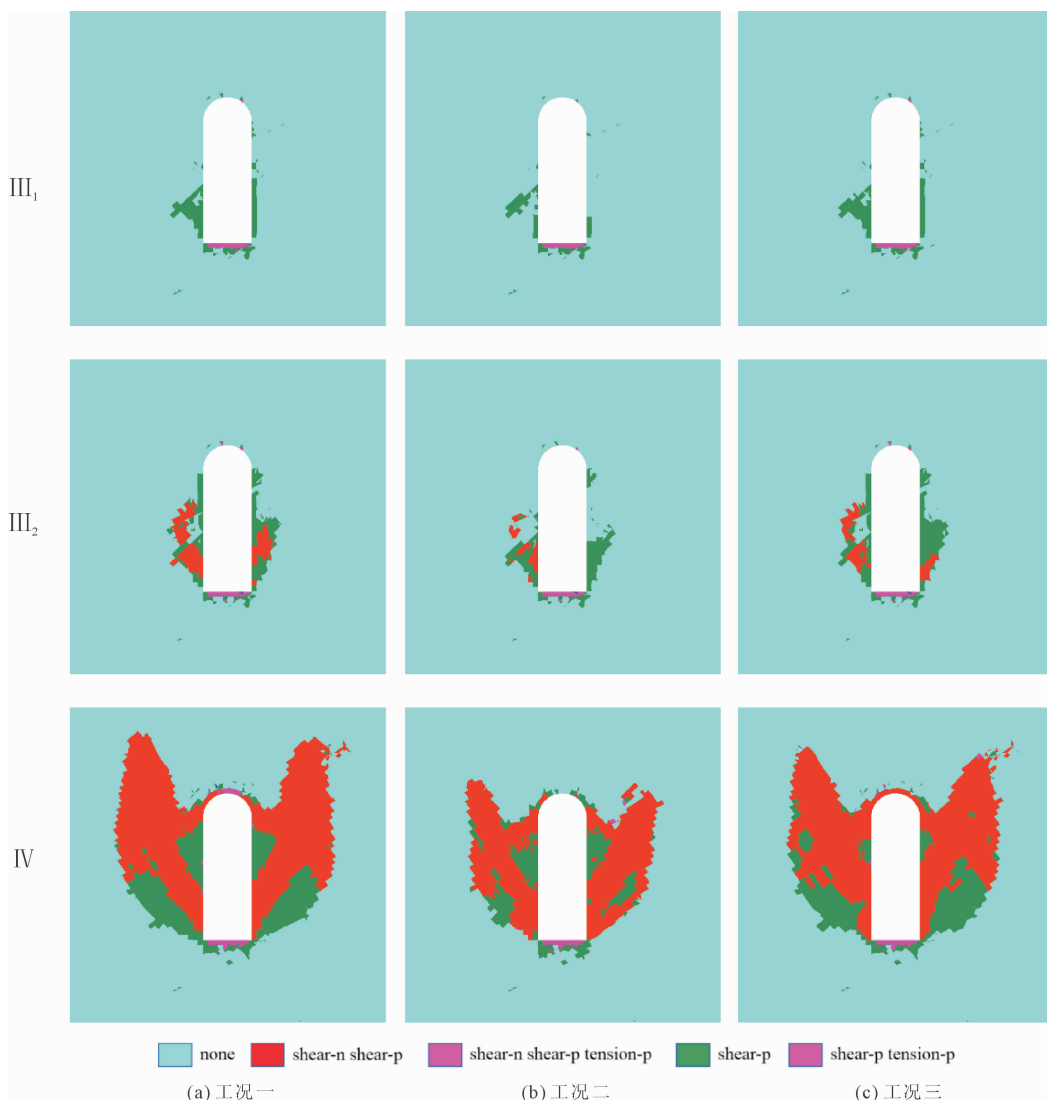 III₁
III₂
IV
none shear-n shear-p shear-n shear-p tension-p shear-p shear-p tension-p
(a) 工况一 (b) 工况二 (c) 工况三